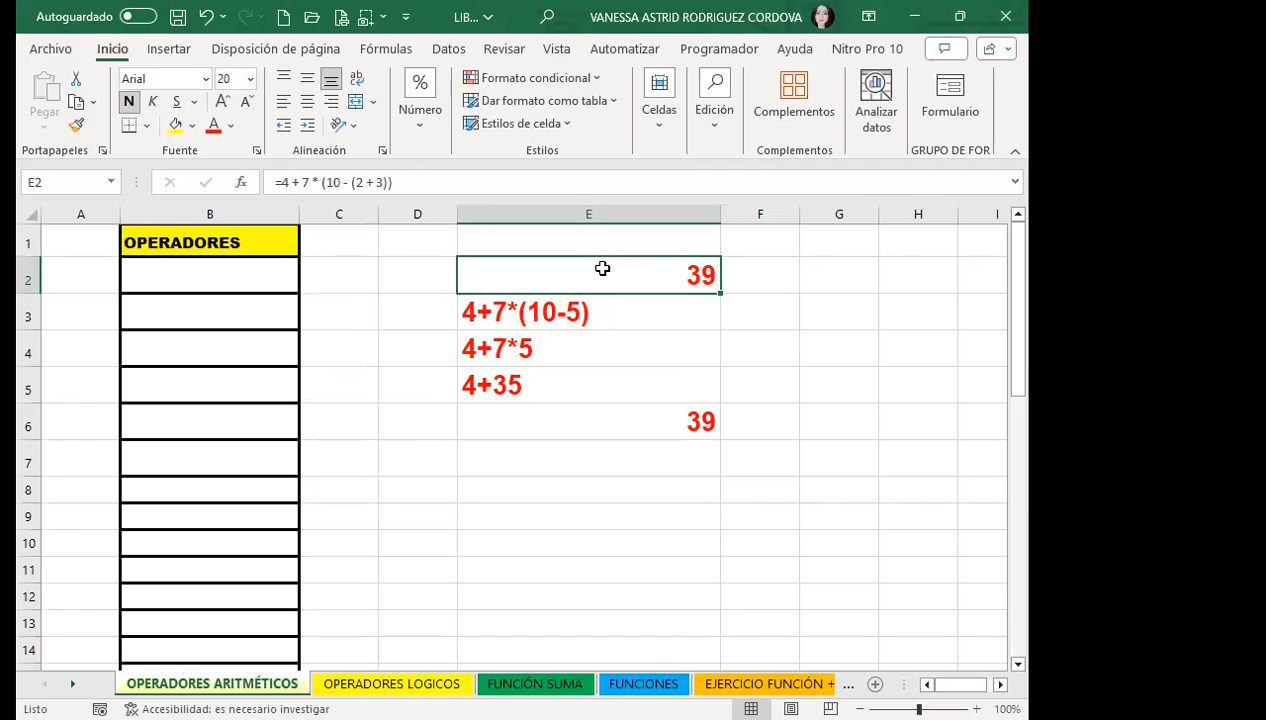 Autoguardado
LIB...
VANESSA ASTRID RODRIGUEZ CORDOVA
Archivo Inicio Insertar Disposición de página Fórmulas Datos Revisar Vista Automatizar Programador Ayuda Nitro Pro 10
Pegar
Arial 20
N K S
%
Número
Formato condicional
Dar formato como tabla
Estilos de celda
Celdas
Edición
Complementos
Analizar datos
Formulario
Portapapeles Fuente Alineación Estilos Complementos GRUPO DE FOR
E2 fx =4 + 7 * (10 - (2 + 3))
A B C D E F G H I
1 OPERADORES
2 39
3 4+7*(10-5)
4 4+7*5
5 4+35
6 39
7
8
9
10
11
12
13
14
OPERADORES ARITMÉTICOS OPERADORES LOGICOS FUNCIÓN SUMA FUNCIONES EJERCICIO FUNCIÓN + ...
Listo Accesibilidad: es necesario investigar 100%